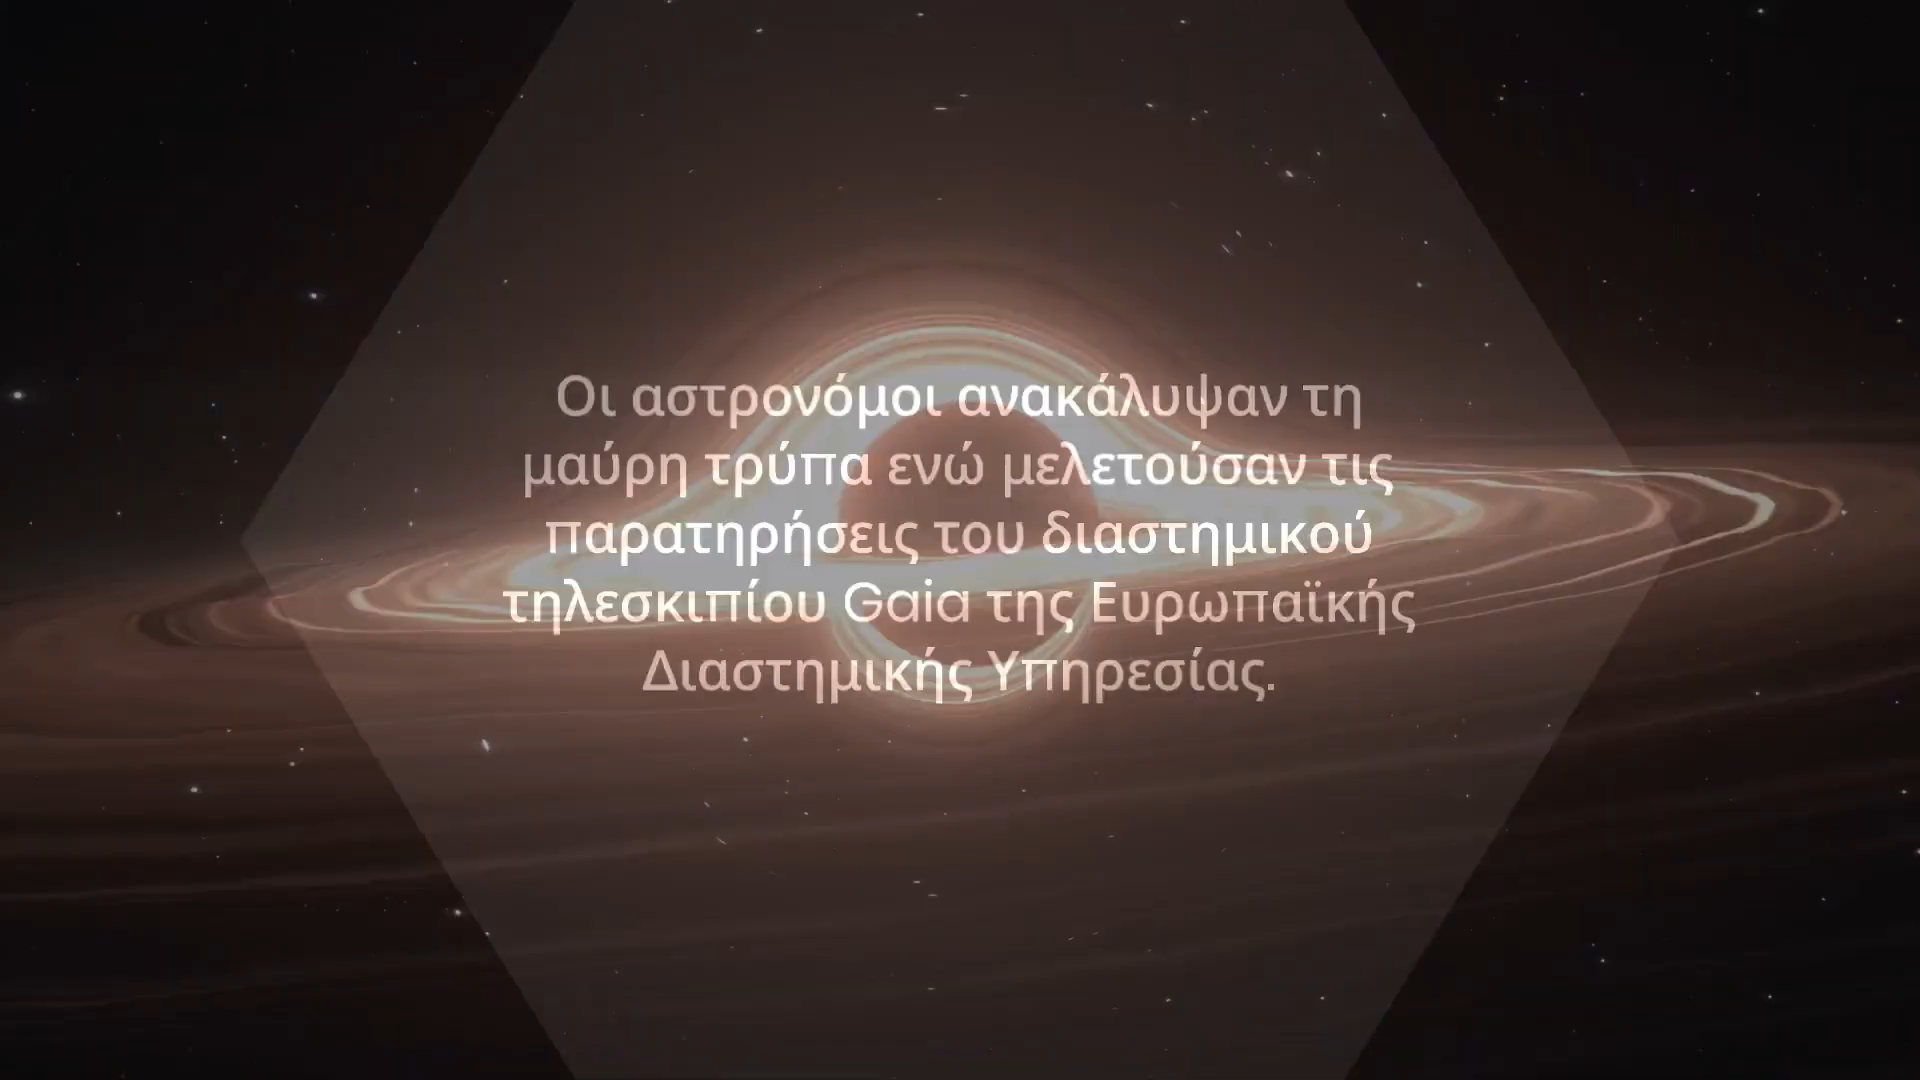 Οι αστρονόμοι ανακάλυψαν τη
μαύρη τρύπα ενώ μελετούσαν τις
παρατηρήσεις του διαστημικού
τηλεσκιπίου Gaia της Ευρωπαϊκής
Διαστημικής Υπηρεσίας.